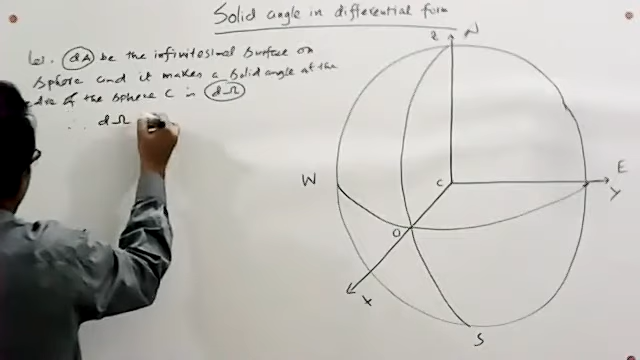 Solid angle in differential form
Let. dA be the infinitesimal surface on
sphere and it makes a solid angle at the
of the sphere C is dΩ
∴ dΩ
z N
W
C
E
Y
O
X
S